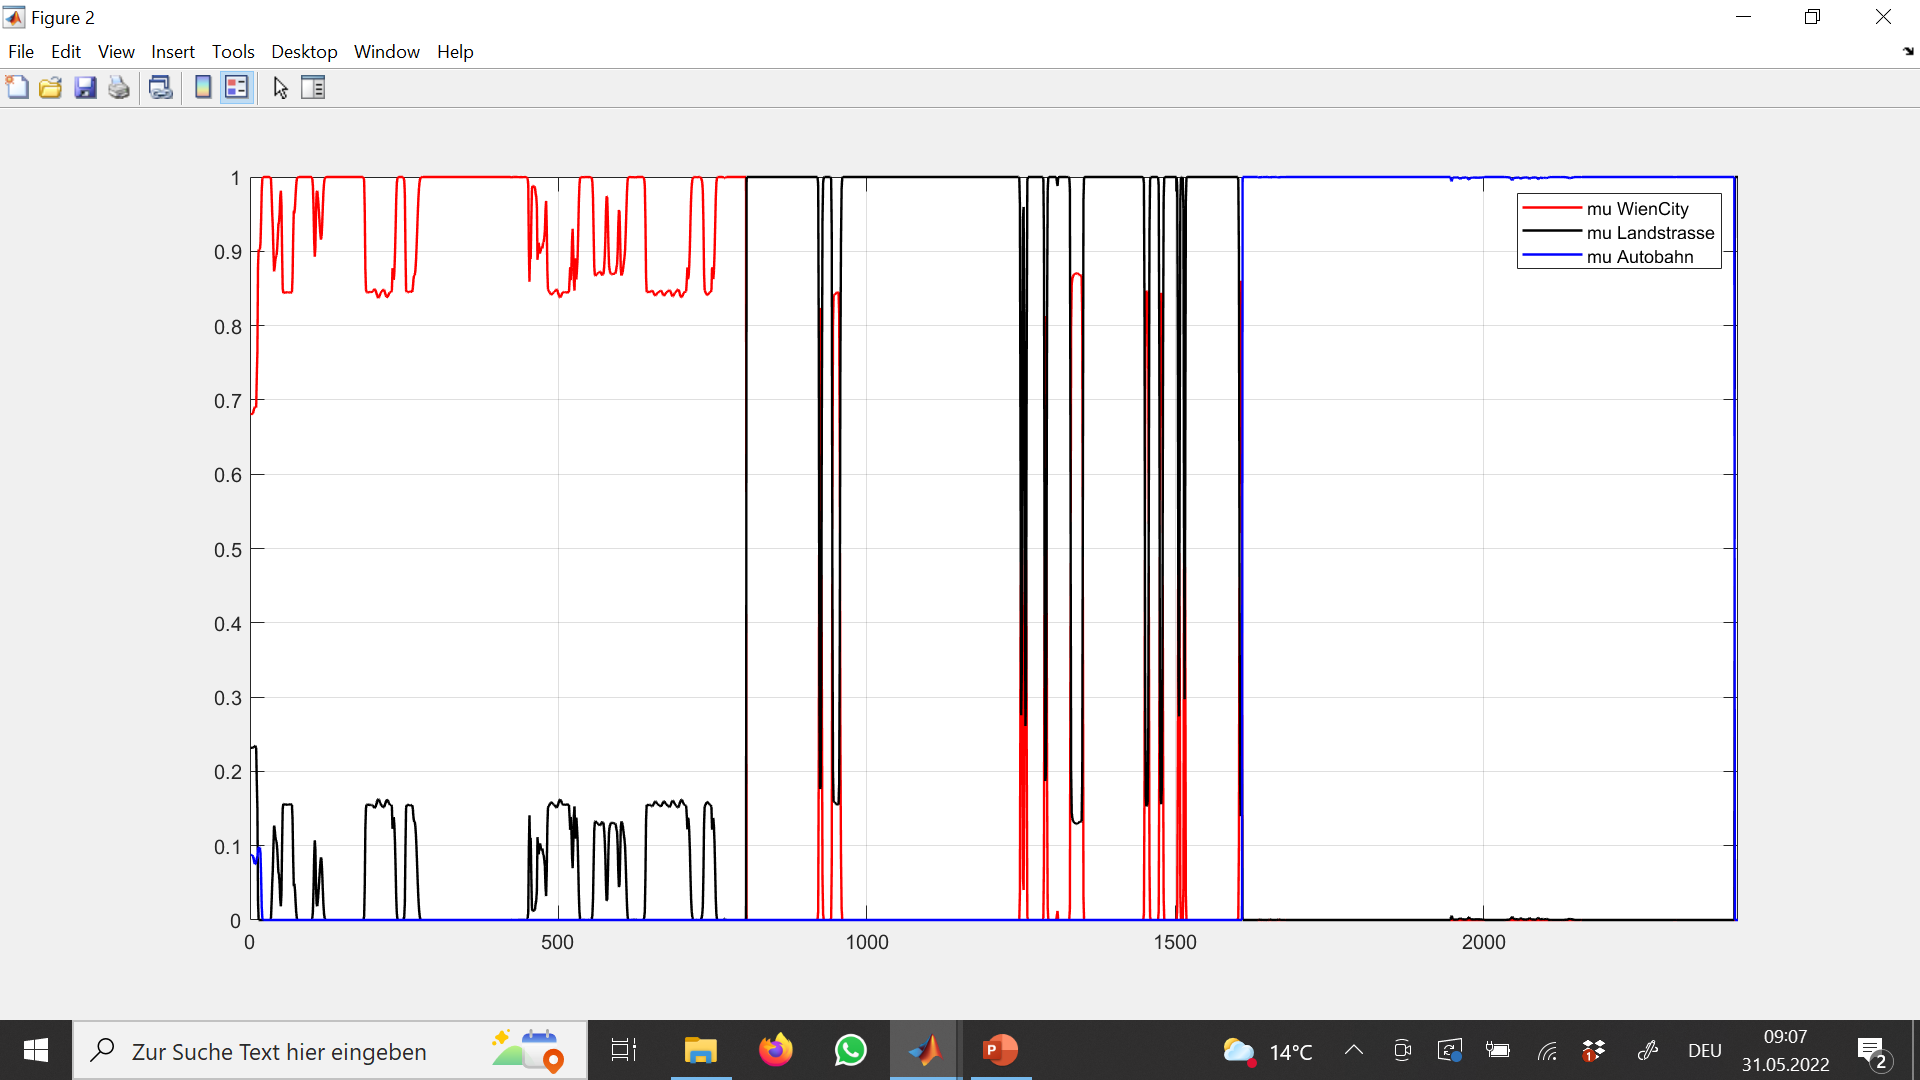 Figure 2
File Edit View Insert Tools Desktop Window Help
1
0.9
0.8
0.7
0.6
0.5
0.4
0.3
0.2
0.1
0
0 500 1000 1500 2000
mu WienCity
mu Landstrasse
mu Autobahn
Zur Suche Text hier eingeben
P
14°C
1
DEU
09:07
31.05.2022
2